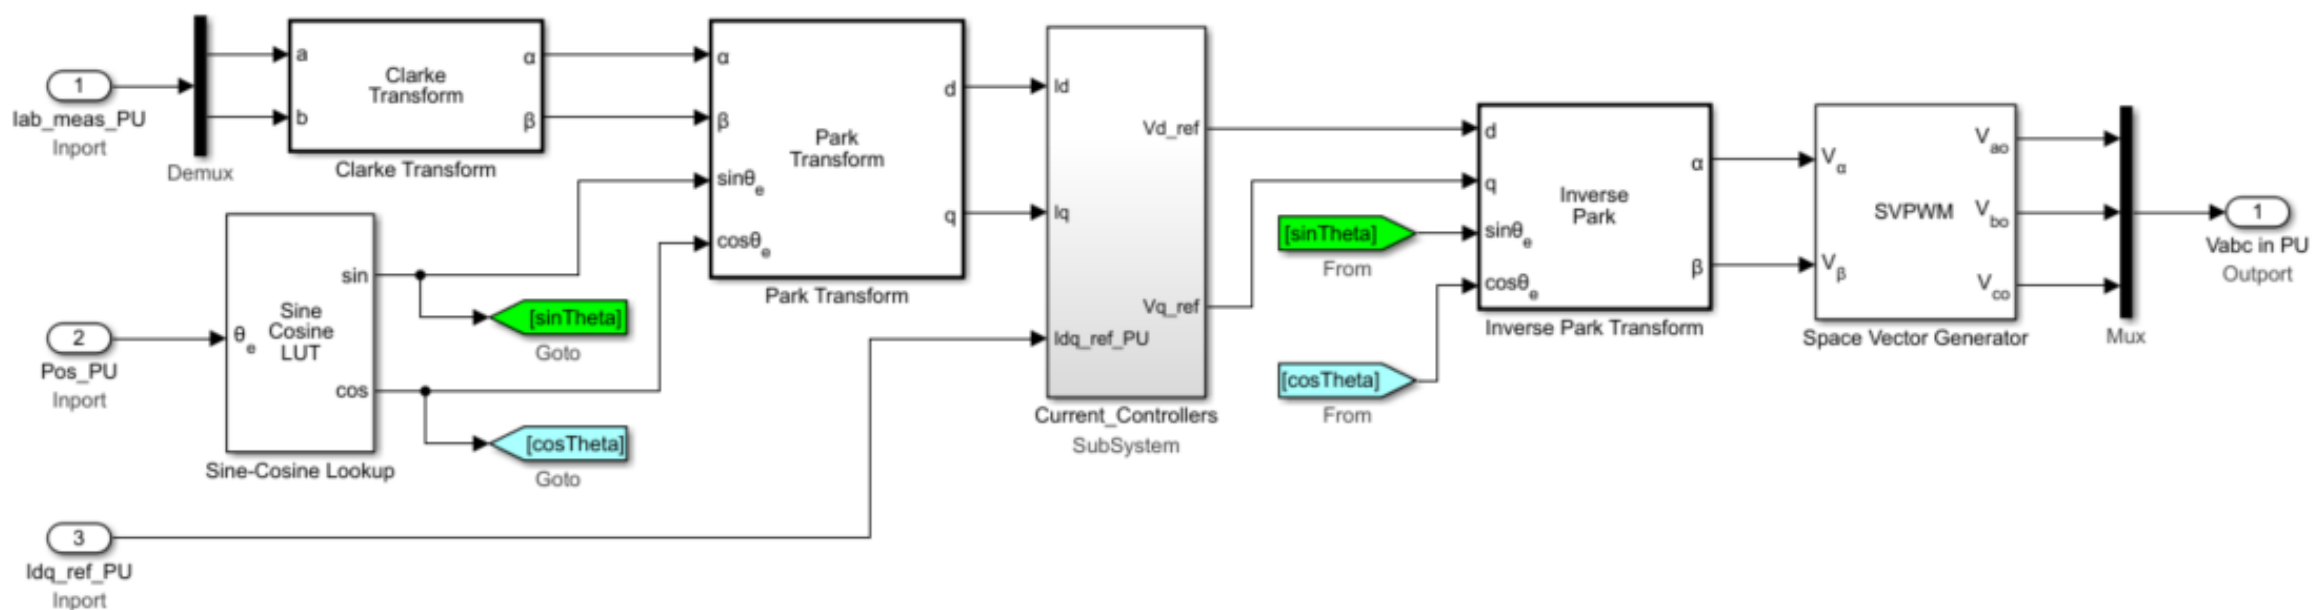 1
Iab_meas_PU
Inport
Demux
a
b
Clarke
Transform
α
β
Clarke Transform
2
Pos_PU
Inport
θe
Sine
Cosine
LUT
sin
cos
Sine-Cosine Lookup
[sinTheta]
Goto
[cosTheta]
Goto
3
Idq_ref_PU
Inport
α
β
sinθe
cosθe
Park
Transform
d
q
Park Transform
Id
Iq
Idq_ref_PU
Vd_ref
Vq_ref
Current_Controllers
SubSystem
[sinTheta]
From
[cosTheta]
From
d
q
sinθe
cosθe
Inverse
Park
α
β
Inverse Park Transform
Vα
Vβ
SVPWM
Vao
Vbo
Vco
Space Vector Generator
Mux
1
Vabc in PU
Outport